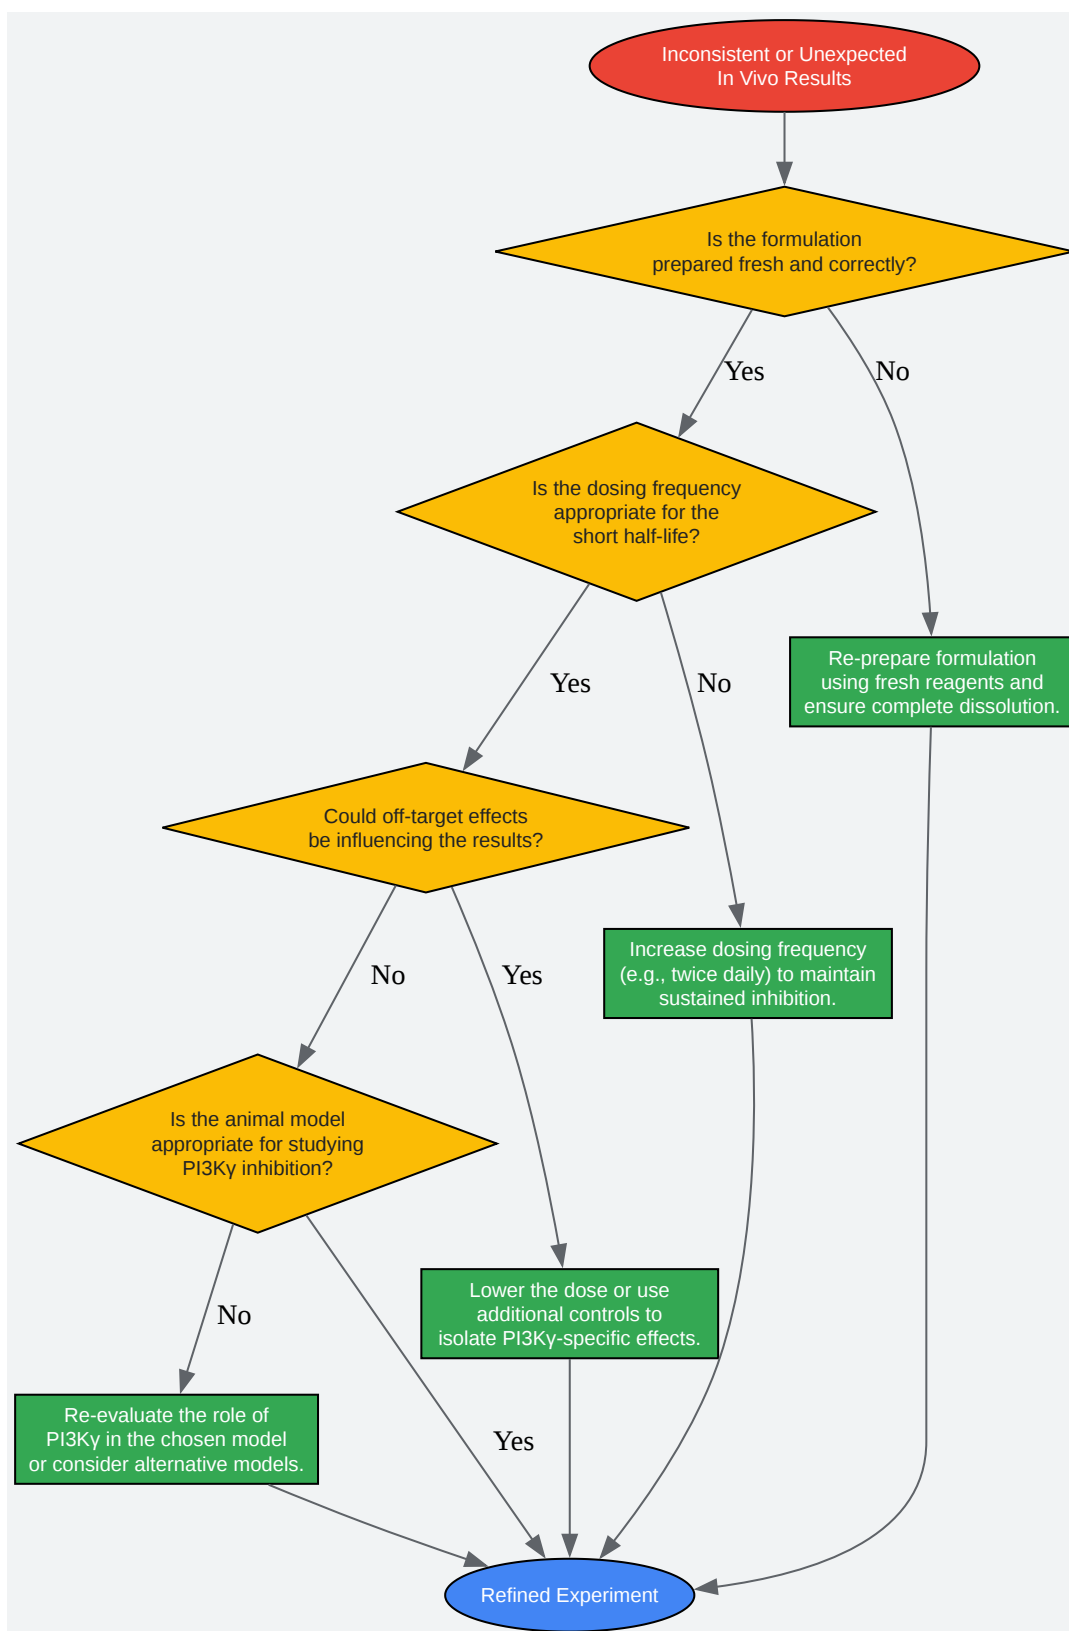 Inconsistent or Unexpected
In Vivo Results
Is the formulation
prepared fresh and correctly?
Yes
No
Is the dosing frequency
appropriate for the
short half-life?
Yes
No
Re-prepare formulation
using fresh reagents and
ensure complete dissolution.
Could off-target effects
be influencing the results?
No
Yes
Increase dosing frequency
(e.g., twice daily) to maintain
sustained inhibition.
Is the animal model
appropriate for studying
PI3Kγ inhibition?
No
Yes
Lower the dose or use
additional controls to
isolate PI3Kγ-specific effects.
Re-evaluate the role of
PI3Kγ in the chosen model
or consider alternative models.
Refined Experiment